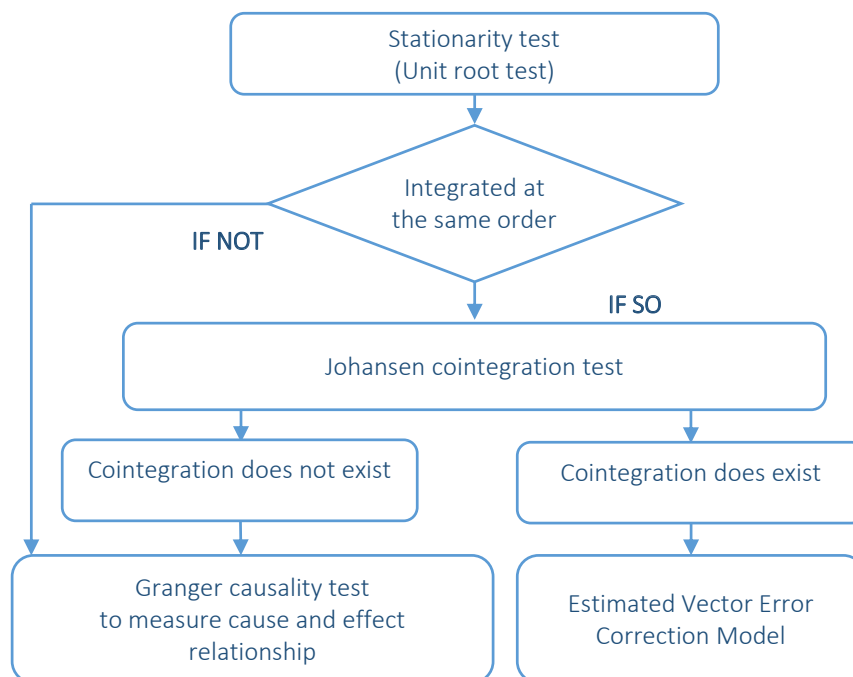 Stationarity test
(Unit root test)
Integrated at
the same order
IF NOT
IF SO
Johansen cointegration test
Cointegration does not exist
Cointegration does exist
Granger causality test
to measure cause and effect
relationship
Estimated Vector Error
Correction Model